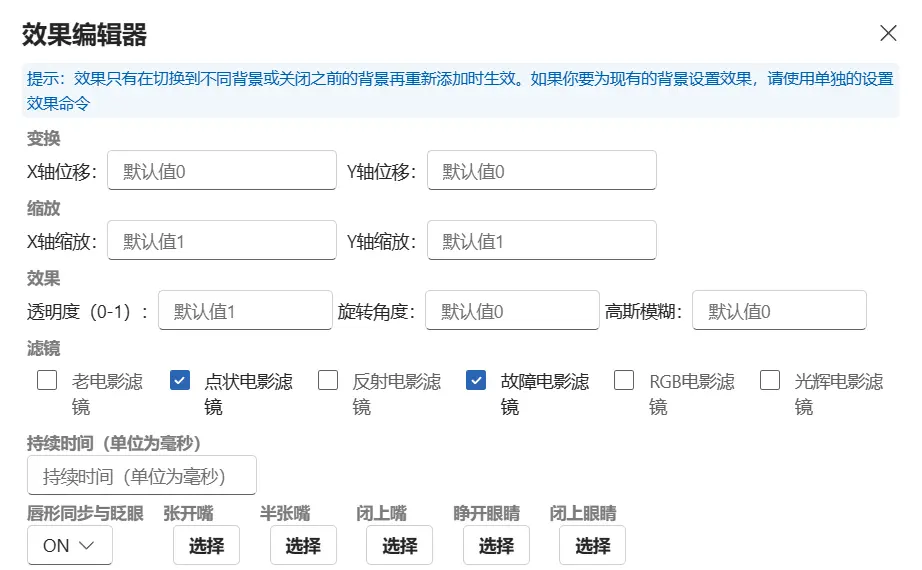 效果编辑器
提示：效果只有在切换到不同背景或关闭之前的背景再重新添加时生效。如果你要为现有的背景设置效果，请使用单独的设置
效果命令
变换
X轴位移： 默认值0 Y轴位移： 默认值0
缩放
X轴缩放： 默认值1 Y轴缩放： 默认值1
效果
透明度（0-1）： 默认值1 旋转角度： 默认值0 高斯模糊： 默认值0
滤镜
老电影滤镜 点状电影滤镜 反射电影滤镜 故障电影滤镜 RGB电影滤镜 光辉电影滤镜
持续时间（单位为毫秒）
持续时间（单位为毫秒）
唇形同步与眨眼 张开嘴 半张嘴 闭上嘴 睁开眼睛 闭上眼睛
ON 选择 选择 选择 选择 选择